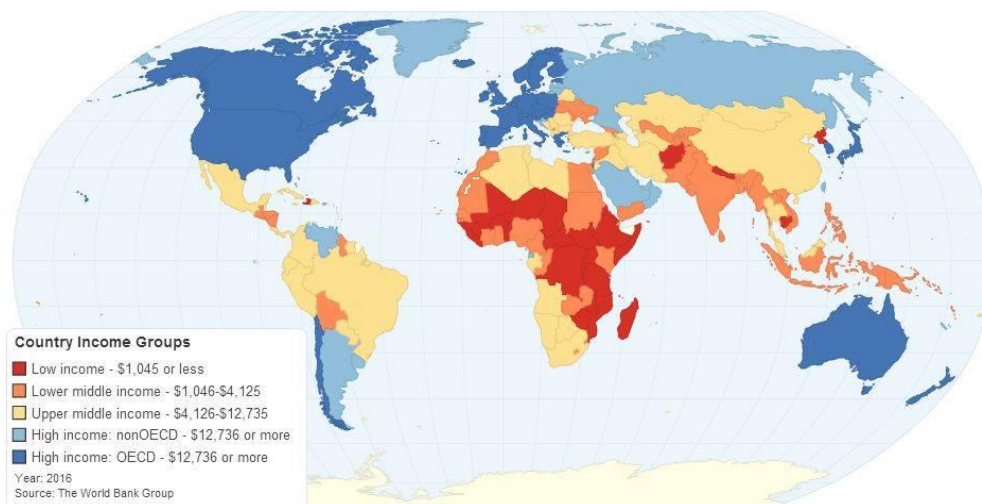 Country Income Groups
Low income - $1,045 or less
Lower middle income - $1,046-$4,125
Upper middle income - $4,126-$12,735
High income: nonOECD - $12,736 or more
High income: OECD - $12,736 or more
Year: 2016
Source: The World Bank Group